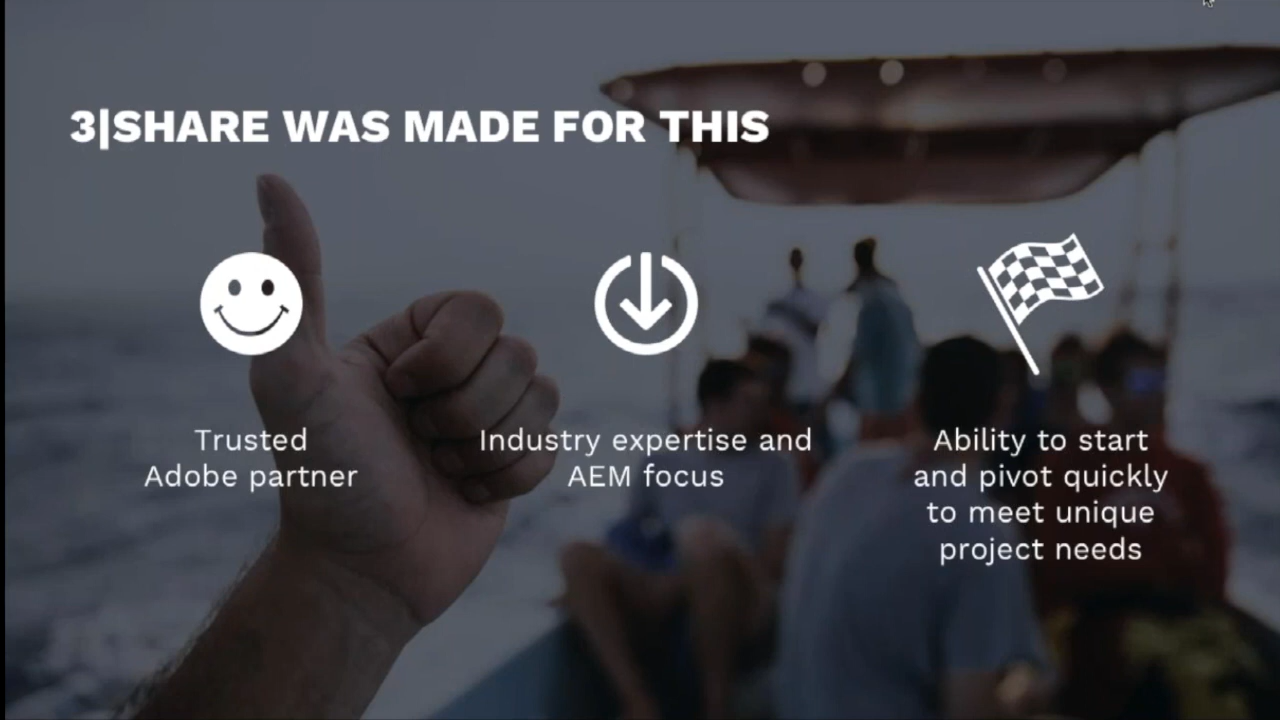 3|SHARE WAS MADE FOR THIS
Trusted
Adobe partner
Industry expertise and
AEM focus
Ability to start
and pivot quickly
to meet unique
project needs